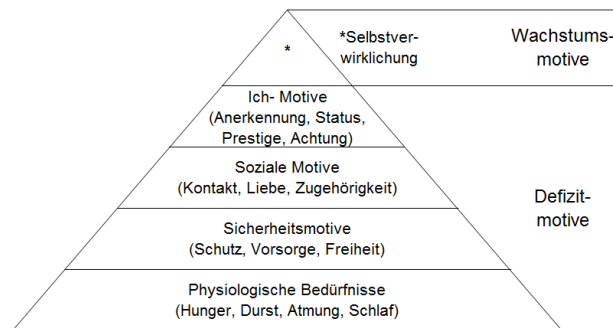 *
*Selbstver-
wirklichung
Wachstums-
motive
Ich- Motive
(Anerkennung, Status,
Prestige, Achtung)
Soziale Motive
(Kontakt, Liebe, Zugehörigkeit)
Defizit-
motive
Sicherheitsmotive
(Schutz, Vorsorge, Freiheit)
Physiologische Bedürfnisse
(Hunger, Durst, Atmung, Schlaf)